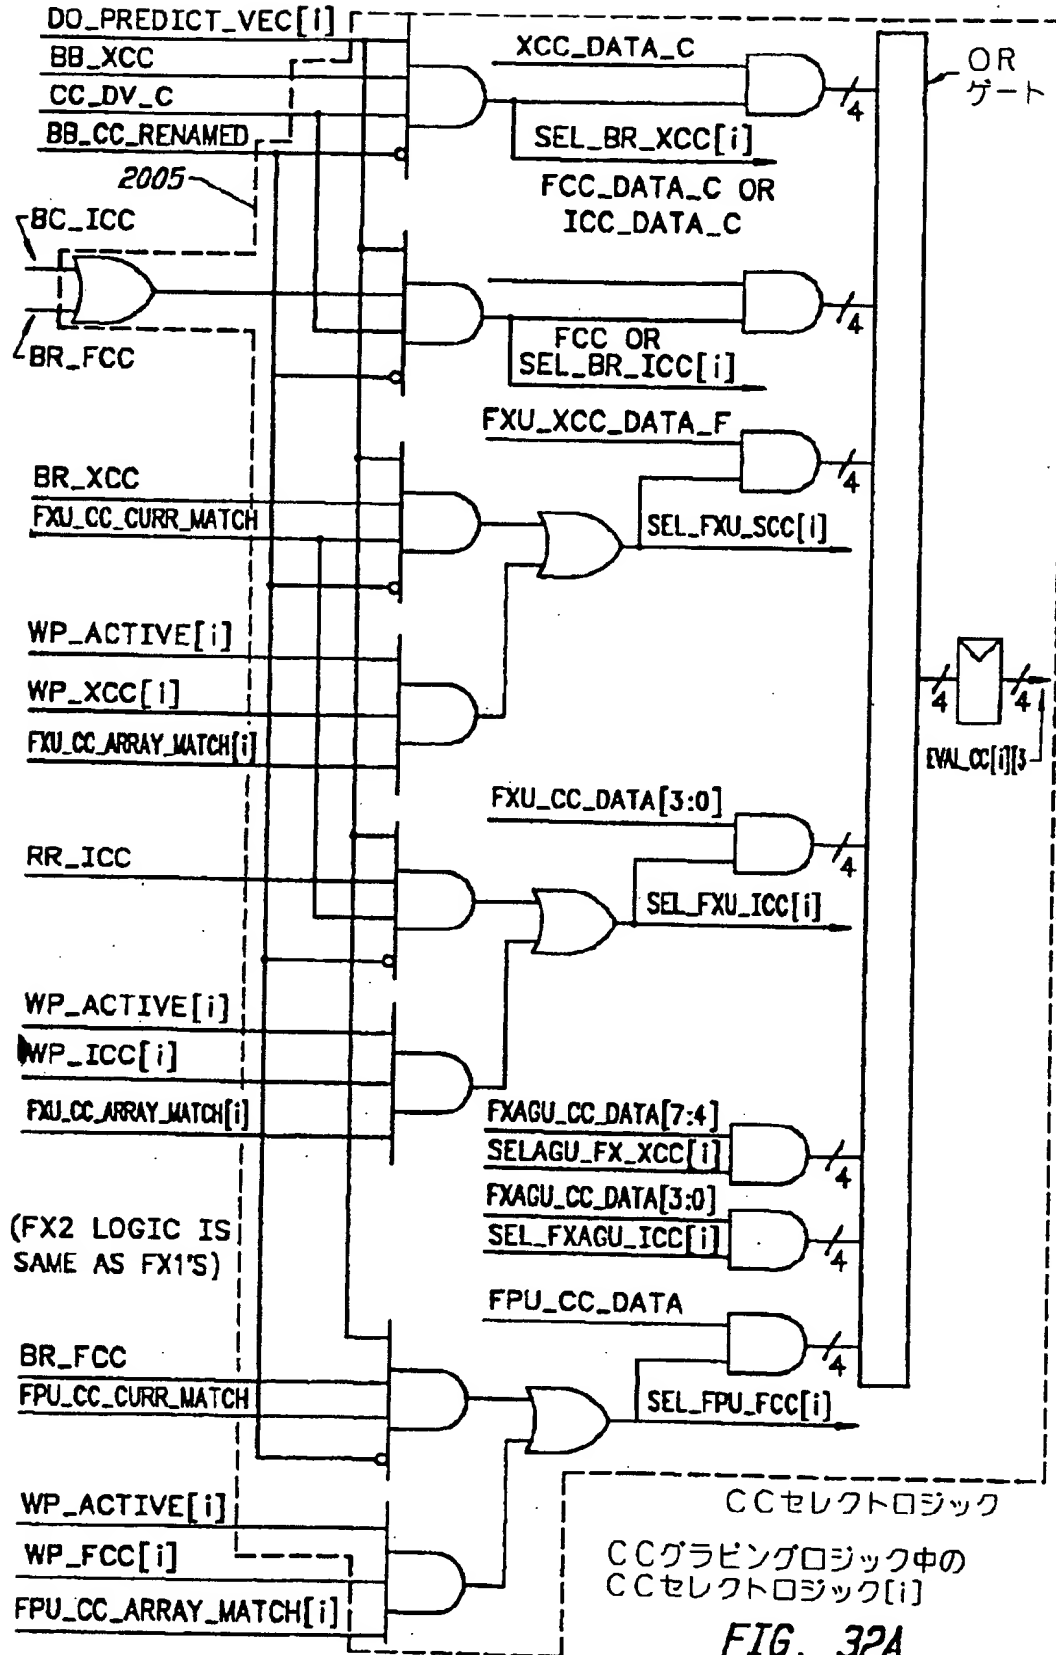 DO_PREDICT_VEC[i]
BB_XCC
CC_DV_C
BB_CC_RENAMED
2005
BC_ICC
BR_FCC
XCC_DATA_C
4
OR
ゲート
SEL_BR_XCC[i]
FCC_DATA_C OR
ICC_DATA_C
4
FCC OR
SEL_BR_ICC[i]
FXU_XCC_DATA_F
4
BR_XCC
FXU_CC_CURR_MATCH
SEL_FXU_SCC[i]
WP_ACTIVE[i]
WP_XCC[i]
FXU_CC_ARRAY_MATCH[i]
4
4
EVAL_CC[i][3
FXU_CC_DATA[3:0]
4
RR_ICC
SEL_FXU_ICC[i]
WP_ACTIVE[i]
WP_ICC[i]
FXU_CC_ARRAY_MATCH[i]
FXAGU_CC_DATA[7:4]
SELAGU_FX_XCC[i]
4
FXAGU_CC_DATA[3:0]
SEL_FXAGU_ICC[i]
4
(FX2 LOGIC IS
SAME AS FX1'S)
FPU_CC_DATA
4
BR_FCC
FPU_CC_CURR_MATCH
SEL_FPU_FCC[i]
WP_ACTIVE[i]
WP_FCC[i]
FPU_CC_ARRAY_MATCH[i]
CCセレクトロジック
CCグラビングロジック中の
CCセレクトロジック[i]
FIG. 32A